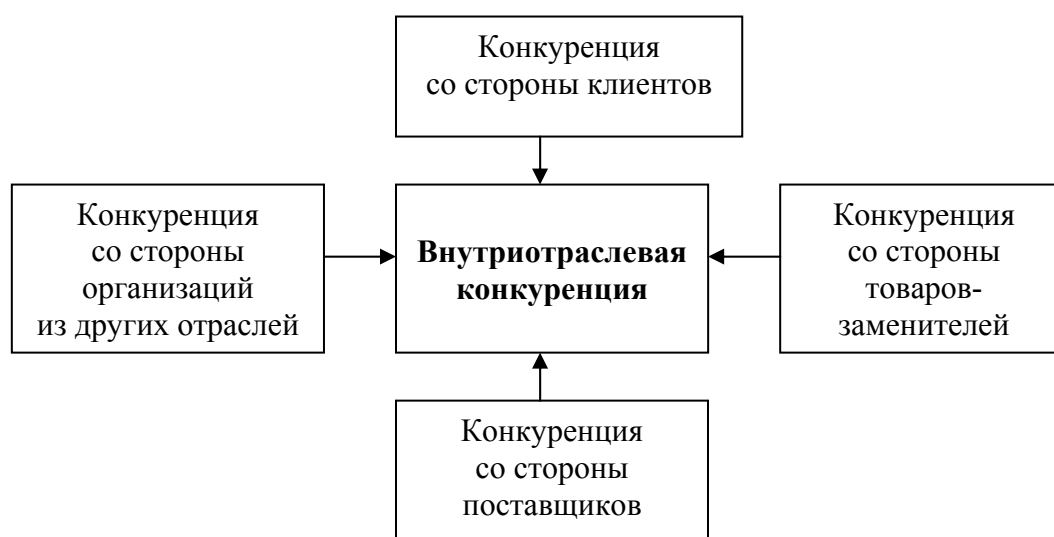 Конкуренция
со стороны клиентов
Конкуренция
со стороны
организаций
из других отраслей
Внутриотраслевая
конкуренция
Конкуренция
со стороны
товаров-
заменителей
Конкуренция
со стороны
поставщиков